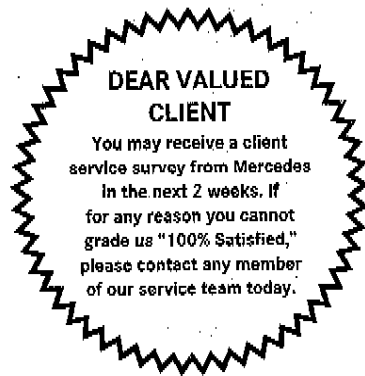 DEAR VALUED
CLIENT
You may receive a client
service survey from Mercedes
in the next 2 weeks. If
for any reason you cannot
grade us "100% Satisfied,"
please contact any member
of our service team today.